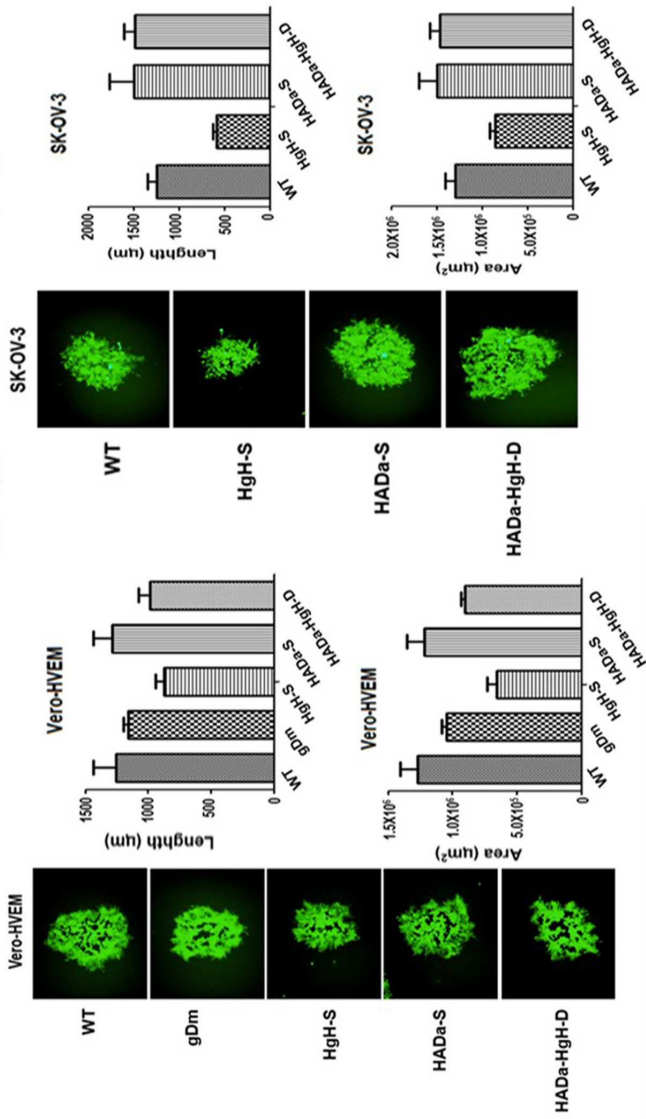 Vero-HVEM
WT
gDm
HgH-S
HADa-S
HADa-HgH-D
Vero-HVEM
Lenghth (µm)
1500
1000
500
0
WT
gDm
HgH-S
HADa-S
HADa-HgH-D
Vero-HVEM
Area (µm²)
1.5X10⁶
1.0X10⁶
5.0X10⁵
0
WT
gDm
HgH-S
HADa-S
HADa-HgH-D
SK-OV-3
WT
HgH-S
HADa-S
HADa-HgH-D
SK-OV-3
Lenghth (µm)
2000
1500
1000
500
0
WT
HgH-S
HADa-S
HADa-HgH-D
SK-OV-3
Area (µm²)
2.0X10⁶
1.5X10⁶
1.0X10⁶
5.0X10⁵
0
WT
HgH-S
HADa-S
HADa-HgH-D